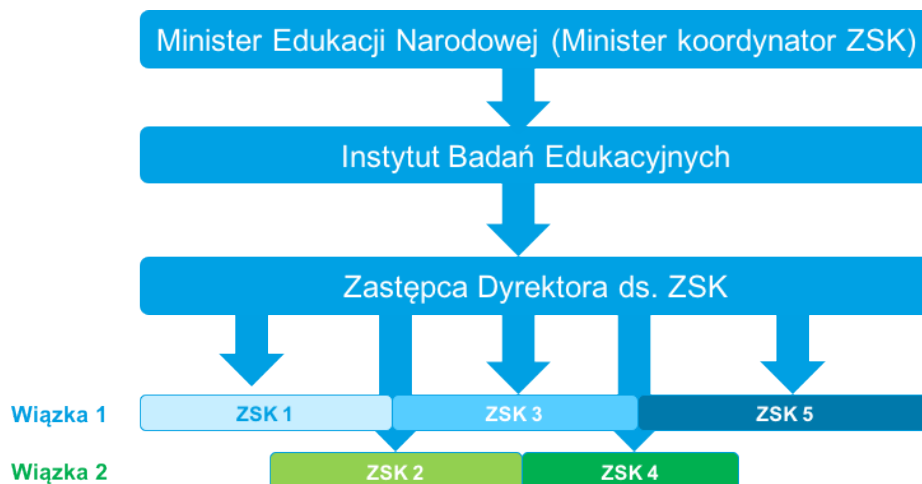 Minister Edukacji Narodowej (Minister koordynator ZSK)
Instytut Badań Edukacyjnych
Zastępca Dyrektora ds. ZSK
Wiązka 1 ZSK 1 ZSK 3 ZSK 5
Wiązka 2 ZSK 2 ZSK 4